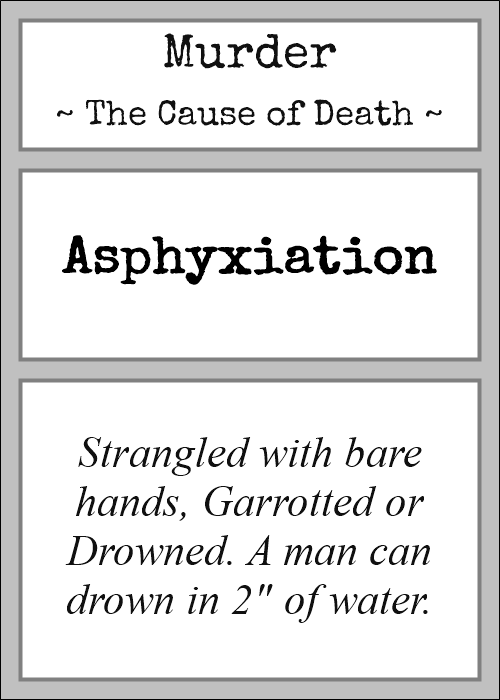 Murder
~ The Cause of Death ~
Asphyxiation
Strangled with bare
hands, Garrotted or
Drowned. A man can
drown in 2" of water.